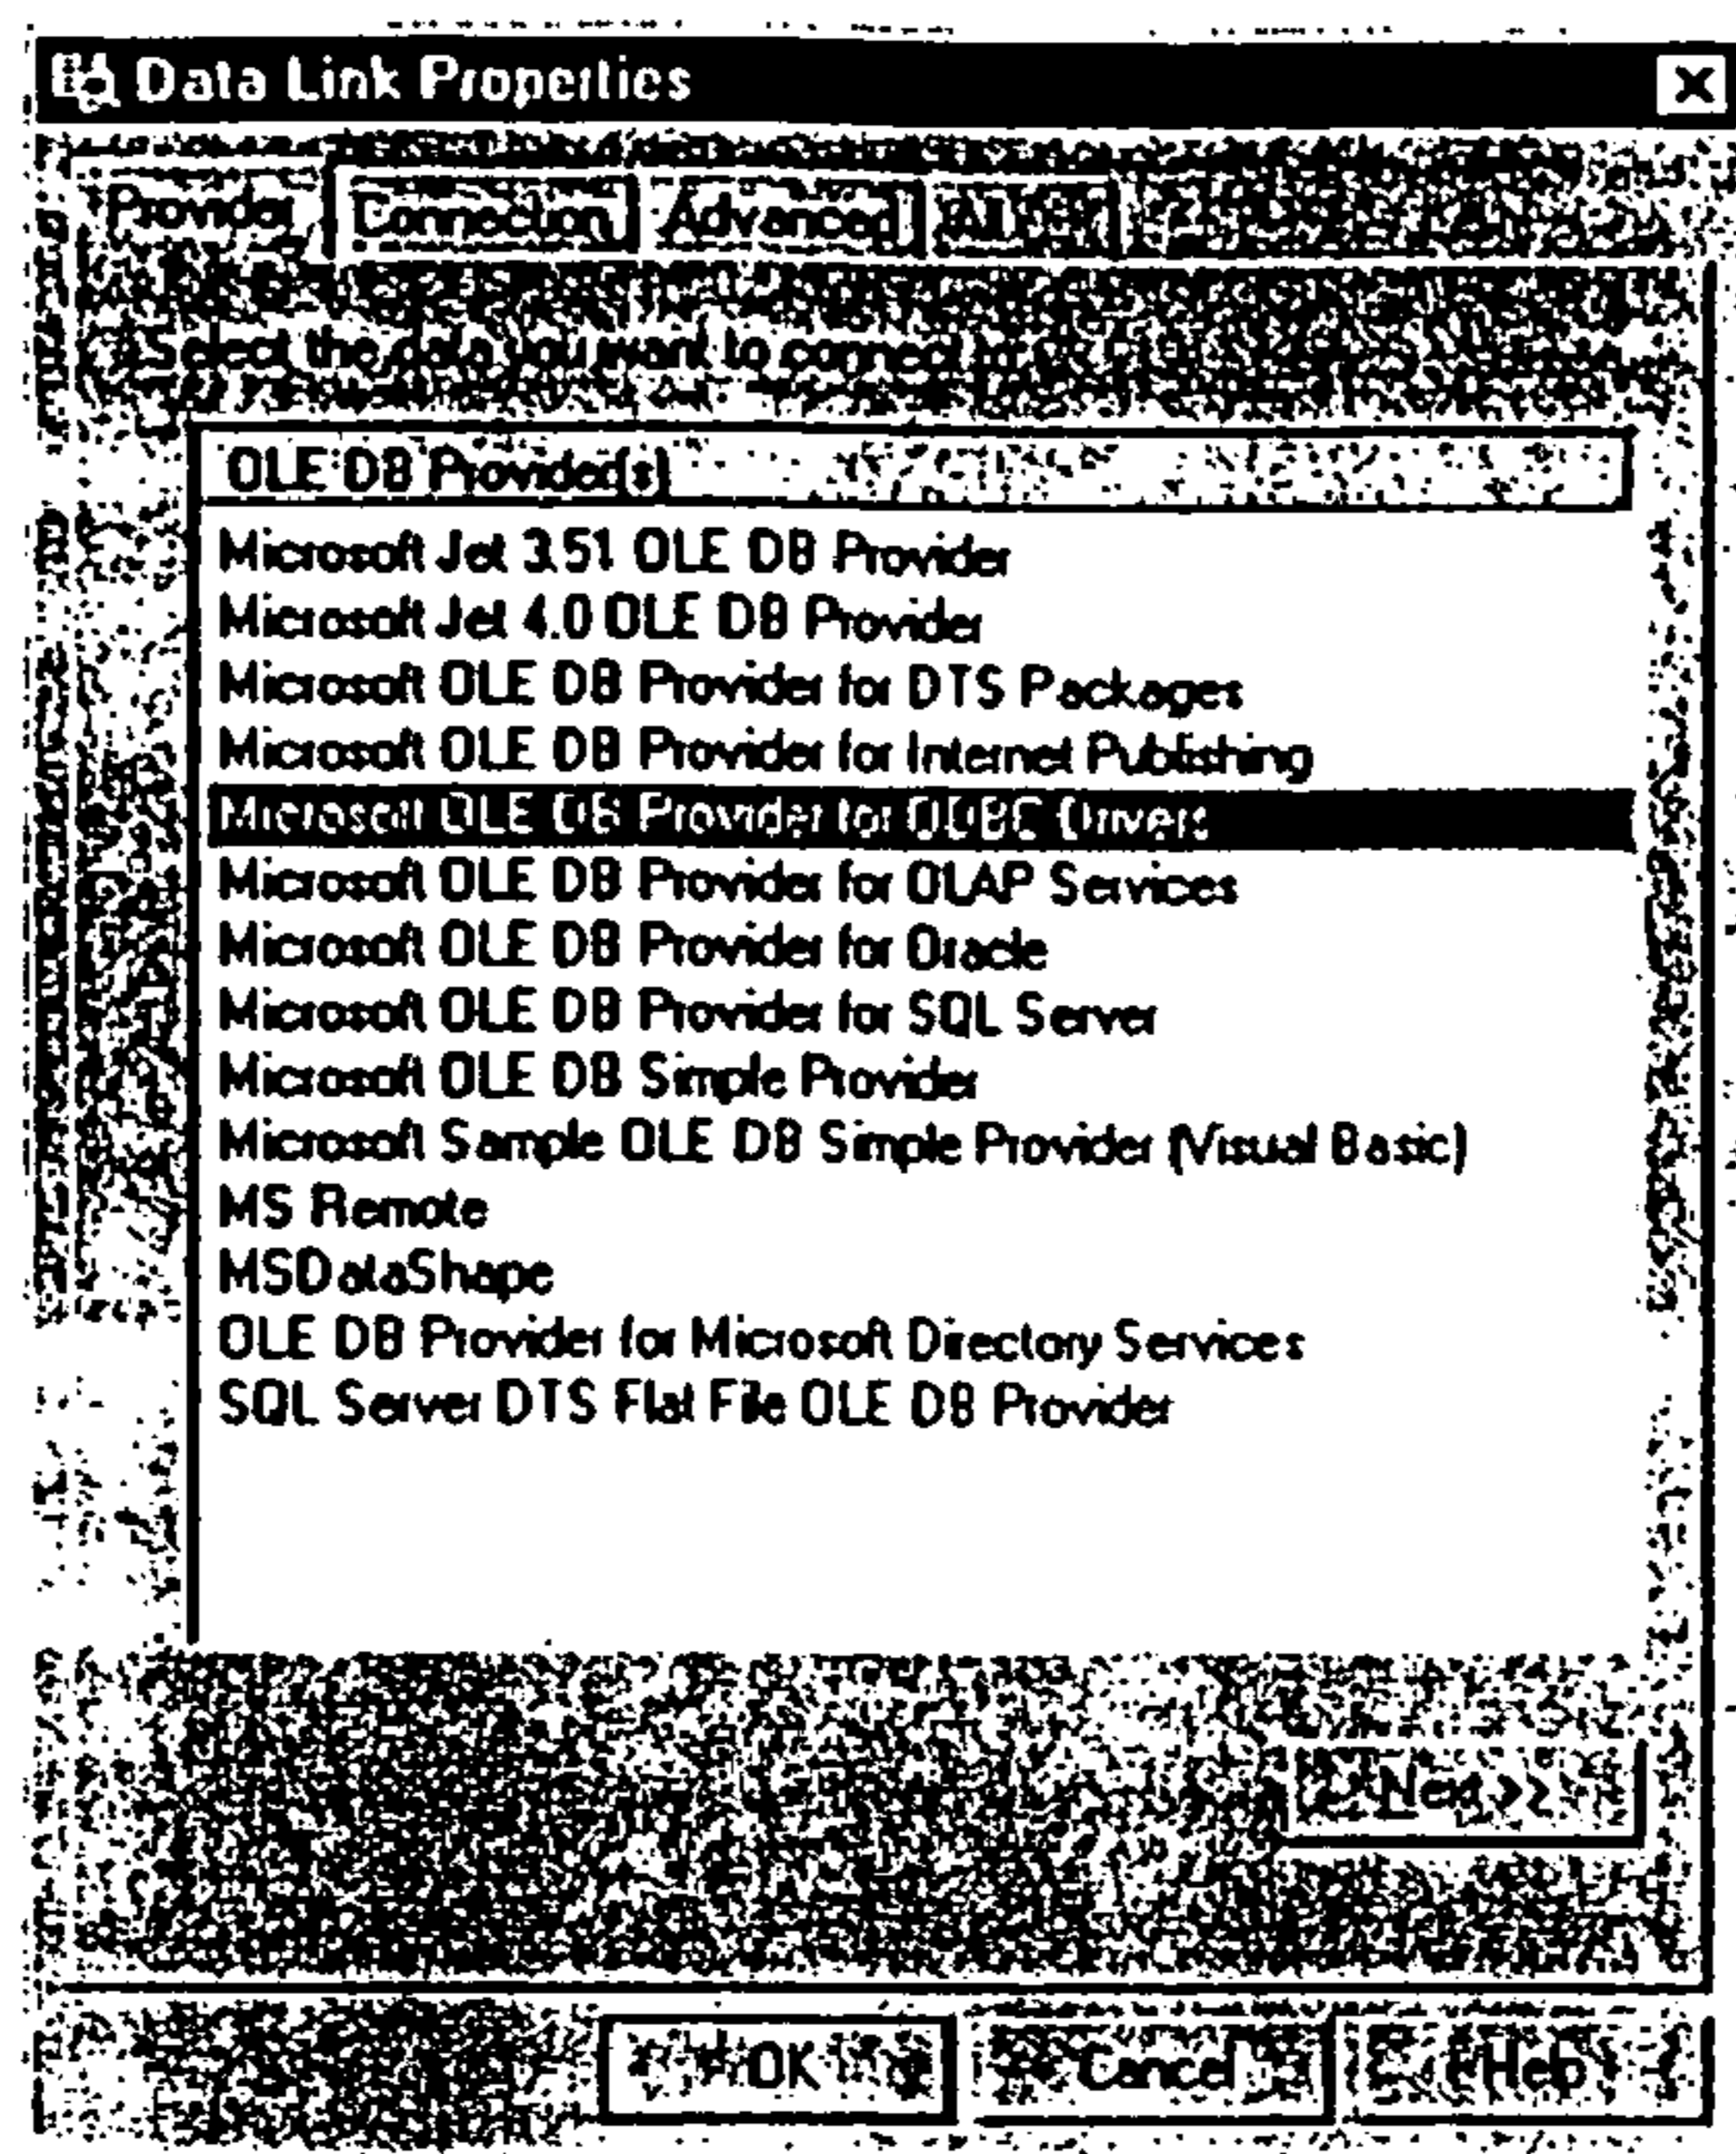 Data Link Properties
Provider Connection Advanced All
Select the data you want to connect to:
OLE DB Provider(s)
Microsoft Jet 3.51 OLE DB Provider
Microsoft Jet 4.0 OLE DB Provider
Microsoft OLE DB Provider for DTS Packages
Microsoft OLE DB Provider for Internet Publishing
Microsoft OLE DB Provider for ODBC Drivers
Microsoft OLE DB Provider for OLAP Services
Microsoft OLE DB Provider for Oracle
Microsoft OLE DB Provider for SQL Server
Microsoft OLE DB Simple Provider
Microsoft Sample OLE DB Simple Provider (Visual Basic)
MS Remote
MSDataShape
OLE DB Provider for Microsoft Directory Services
SQL Server DTS Flat File OLE DB Provider
Next >>
OK Cancel Help